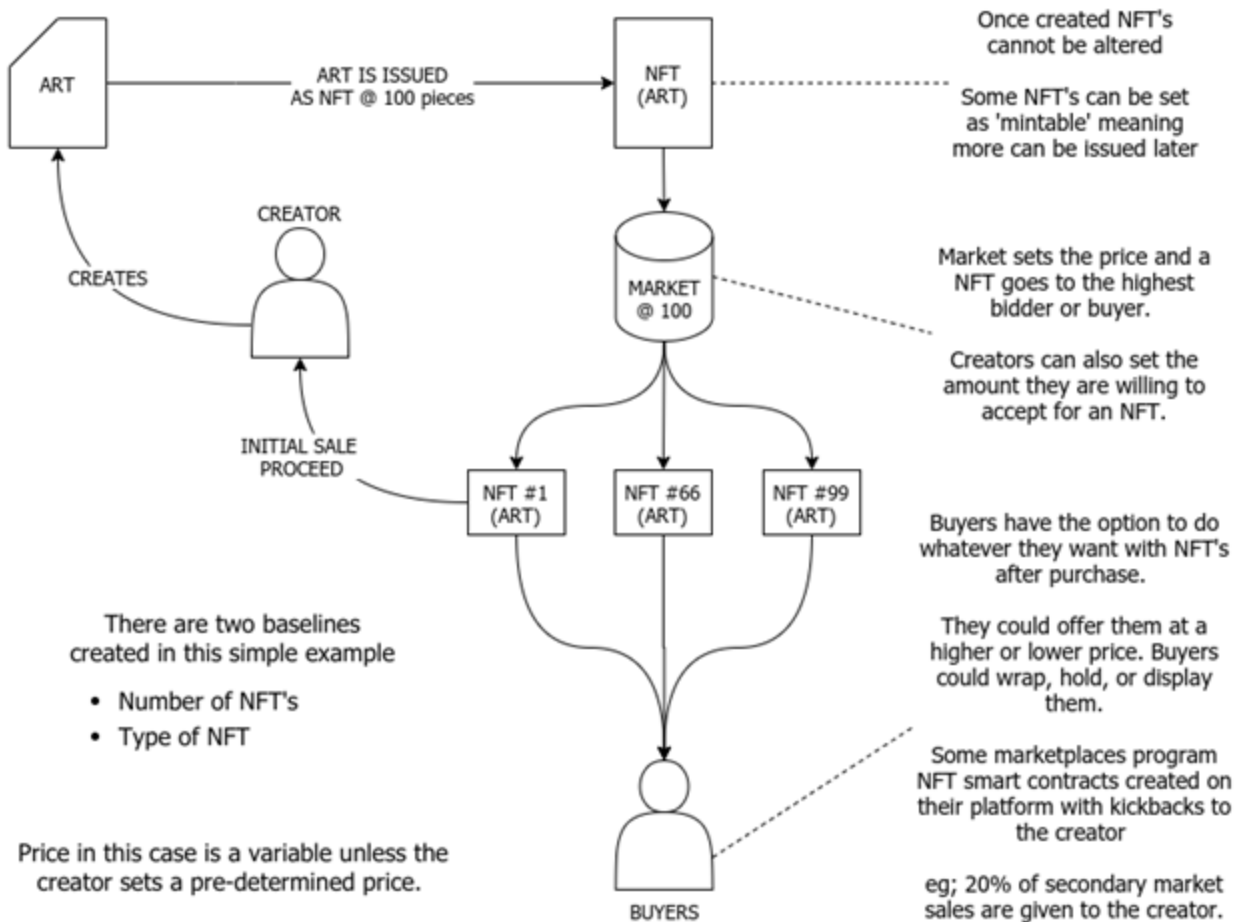 ART
ART IS ISSUED
AS NFT @ 100 pieces
NFT
(ART)
Once created NFT's
cannot be altered
Some NFT's can be set
as 'mintable' meaning
more can be issued later
CREATOR
CREATES
MARKET
@ 100
Market sets the price and a
NFT goes to the highest
bidder or buyer.
Creators can also set the
amount they are willing to
accept for an NFT.
INITIAL SALE
PROCEED
NFT #1
(ART)
NFT #66
(ART)
NFT #99
(ART)
Buyers have the option to do
whatever they want with NFT's
after purchase.
They could offer them at a
higher or lower price. Buyers
could wrap, hold, or display
them.
Some marketplaces program
NFT smart contracts created on
their platform with kickbacks to
the creator
eg; 20% of secondary market
sales are given to the creator.
There are two baselines
created in this simple example
• Number of NFT's
• Type of NFT
Price in this case is a variable unless the
creator sets a pre-determined price.
BUYERS